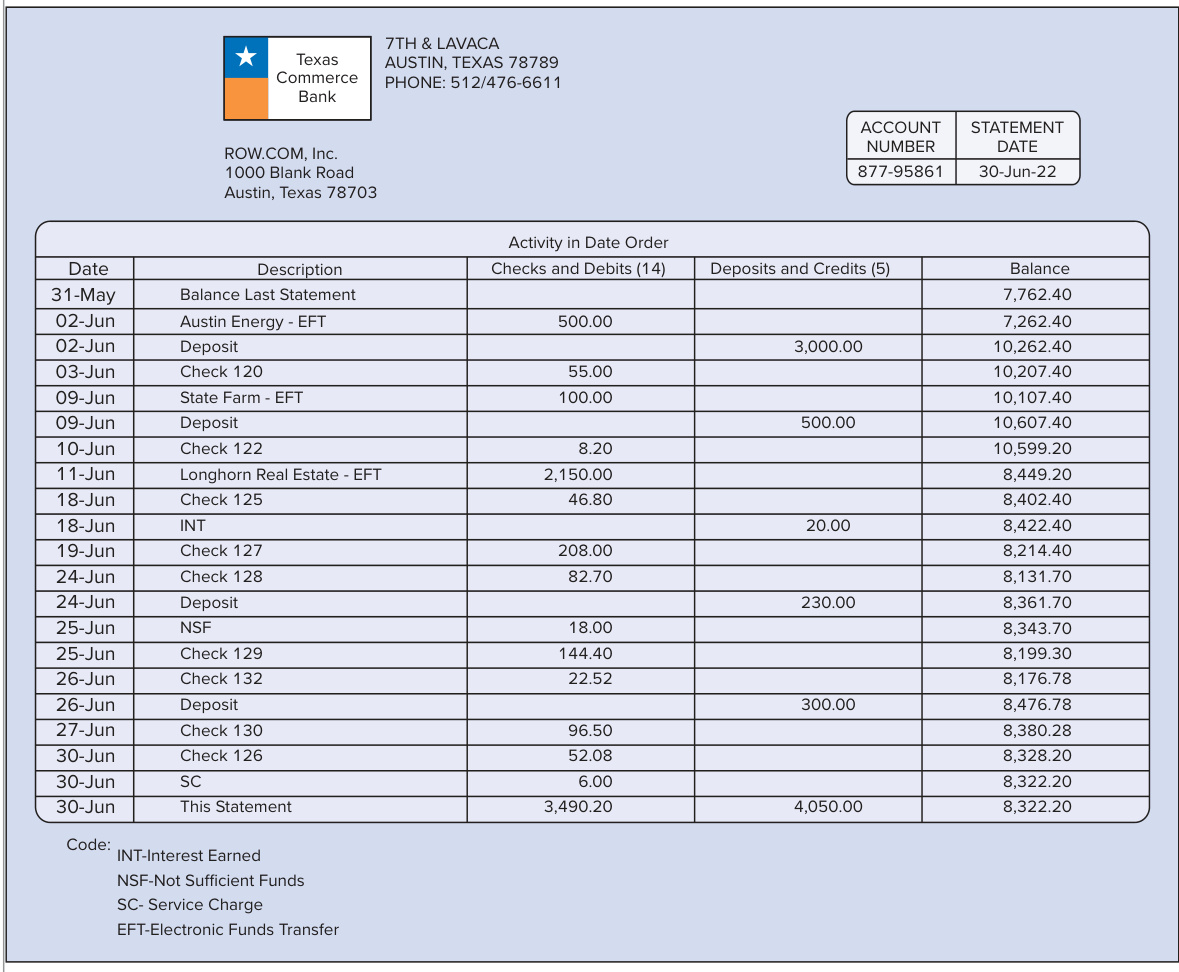 Texas
Commerce
Bank
7TH & LAVACA
AUSTIN, TEXAS 78789
PHONE: 512/476-6611
ROW.COM, Inc.
1000 Blank Road
Austin, Texas 78703
ACCOUNT NUMBER STATEMENT DATE
877-95861 30-Jun-22
Activity in Date Order
Date Description Checks and Debits (14) Deposits and Credits (5) Balance
31-May Balance Last Statement 7,762.40
02-Jun Austin Energy - EFT 500.00 7,262.40
02-Jun Deposit 3,000.00 10,262.40
03-Jun Check 120 55.00 10,207.40
09-Jun State Farm - EFT 100.00 10,107.40
09-Jun Deposit 500.00 10,607.40
10-Jun Check 122 8.20 10,599.20
11-Jun Longhorn Real Estate - EFT 2,150.00 8,449.20
18-Jun Check 125 46.80 8,402.40
18-Jun INT 20.00 8,422.40
19-Jun Check 127 208.00 8,214.40
24-Jun Check 128 82.70 8,131.70
24-Jun Deposit 230.00 8,361.70
25-Jun NSF 18.00 8,343.70
25-Jun Check 129 144.40 8,199.30
26-Jun Check 132 22.52 8,176.78
26-Jun Deposit 300.00 8,476.78
27-Jun Check 130 96.50 8,380.28
30-Jun Check 126 52.08 8,328.20
30-Jun SC 6.00 8,322.20
30-Jun This Statement 3,490.20 4,050.00 8,322.20
Code:
INT-Interest Earned
NSF-Not Sufficient Funds
SC- Service Charge
EFT-Electronic Funds Transfer